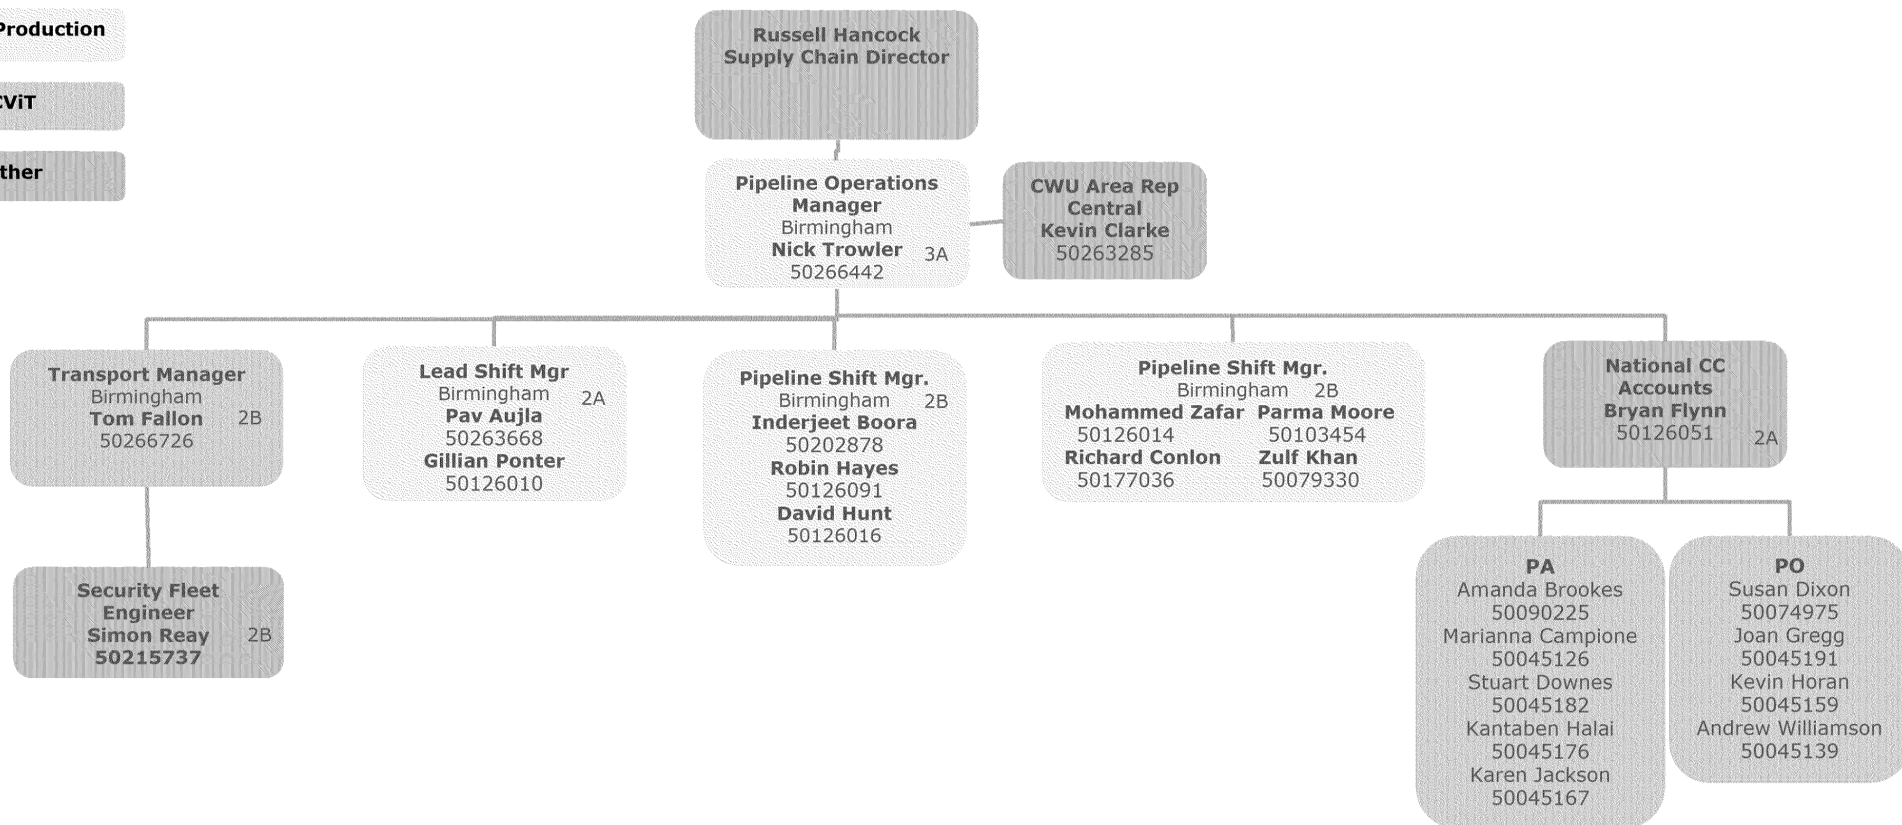 Production
CViT
ther
Russell Hancock
Supply Chain Director
Pipeline Operations
Manager
Birmingham
Nick Trowler 3A
50266442
CWU Area Rep
Central
Kevin Clarke
50263285
Transport Manager
Birmingham
Tom Fallon 2B
50266726
Lead Shift Mgr
Birmingham 2A
Pav Aujla
50263668
Gillian Ponter
50126010
Pipeline Shift Mgr.
Birmingham 2B
Inderjeet Boora
50202878
Robin Hayes
50126091
David Hunt
50126016
Pipeline Shift Mgr.
Birmingham 2B
Mohammed Zafar Parma Moore
50126014 50103454
Richard Conlon Zulf Khan
50177036 50079330
National CC
Accounts
Bryan Flynn
50126051 2A
Security Fleet
Engineer
Simon Reay 2B
50215737
PA
Amanda Brookes
50090225
Marianna Campione
50045126
Stuart Downes
50045182
Kantaben Halai
50045176
Karen Jackson
50045167
PO
Susan Dixon
50074975
Joan Gregg
50045191
Kevin Horan
50045159
Andrew Williamson
50045139